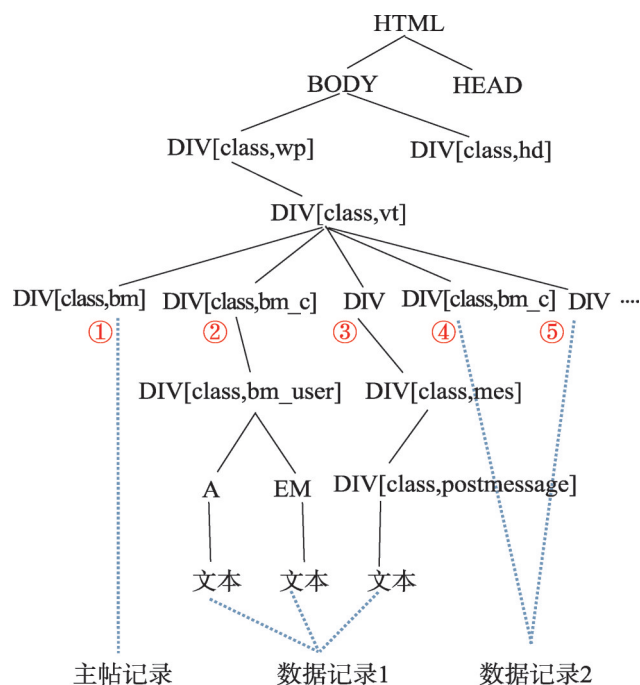 HTML
BODY HEAD
DIV[class,wp] DIV[class,hd]
DIV[class,vt]
DIV[class,bm] DIV[class,bm_c] DIV DIV[class,bm_c] DIV ····
① ② ③ ④ ⑤
DIV[class,bm_user] DIV[class,mes]
A EM DIV[class,postmessage]
文本 文本 文本
主帖记录 数据记录1 数据记录2